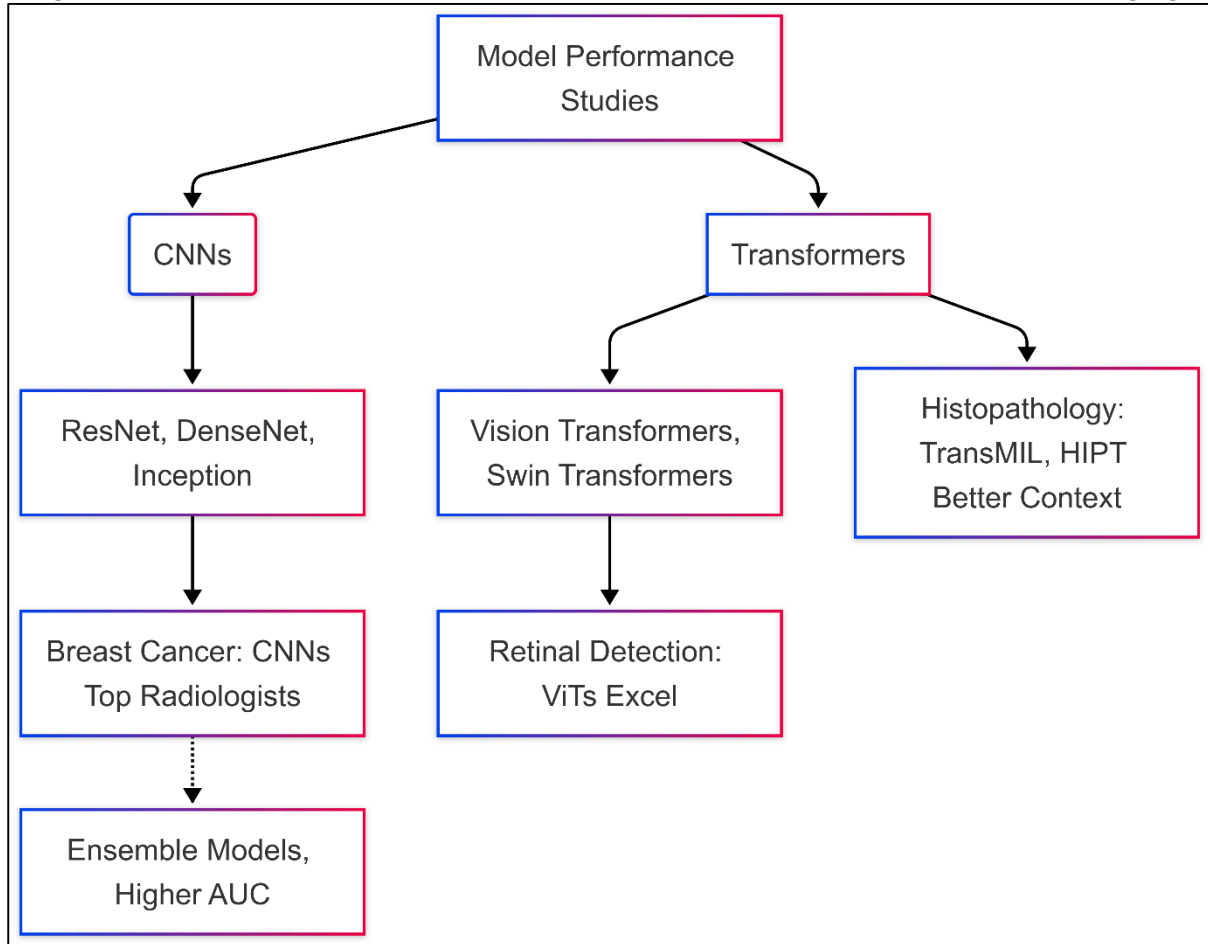 Model Performance
Studies
CNNs
Transformers
ResNet, DenseNet,
Inception
Vision Transformers,
Swin Transformers
Histopathology:
TransMIL, HIPT
Better Context
Breast Cancer: CNNs
Top Radiologists
Retinal Detection:
ViTs Excel
Ensemble Models,
Higher AUC